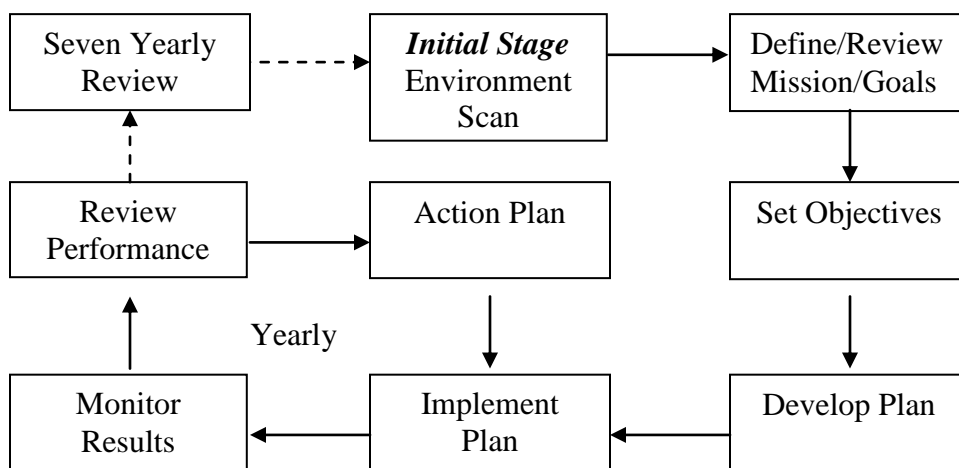 Seven Yearly
Review
Initial Stage
Environment
Scan
Define/Review
Mission/Goals
Review
Performance
Action Plan
Set Objectives
Yearly
Monitor
Results
Implement
Plan
Develop Plan